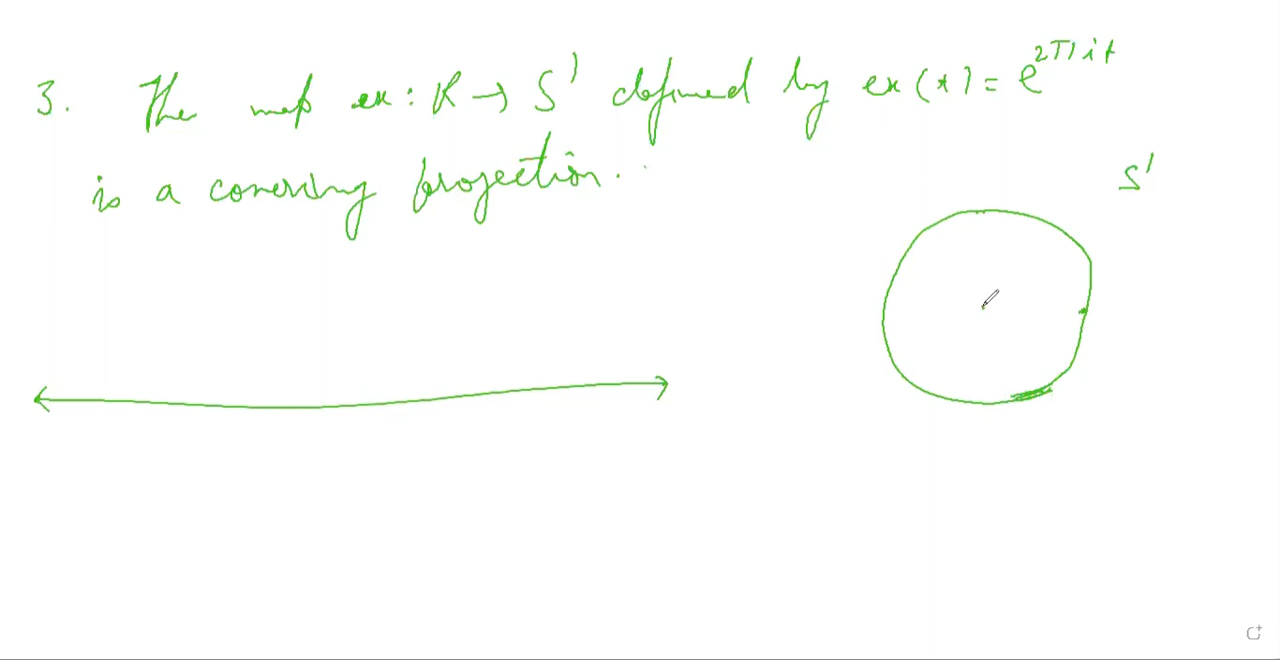 3. The map ex: R → S¹ defined by ex(t) = e^{2πit}
is a covering projection.
S¹